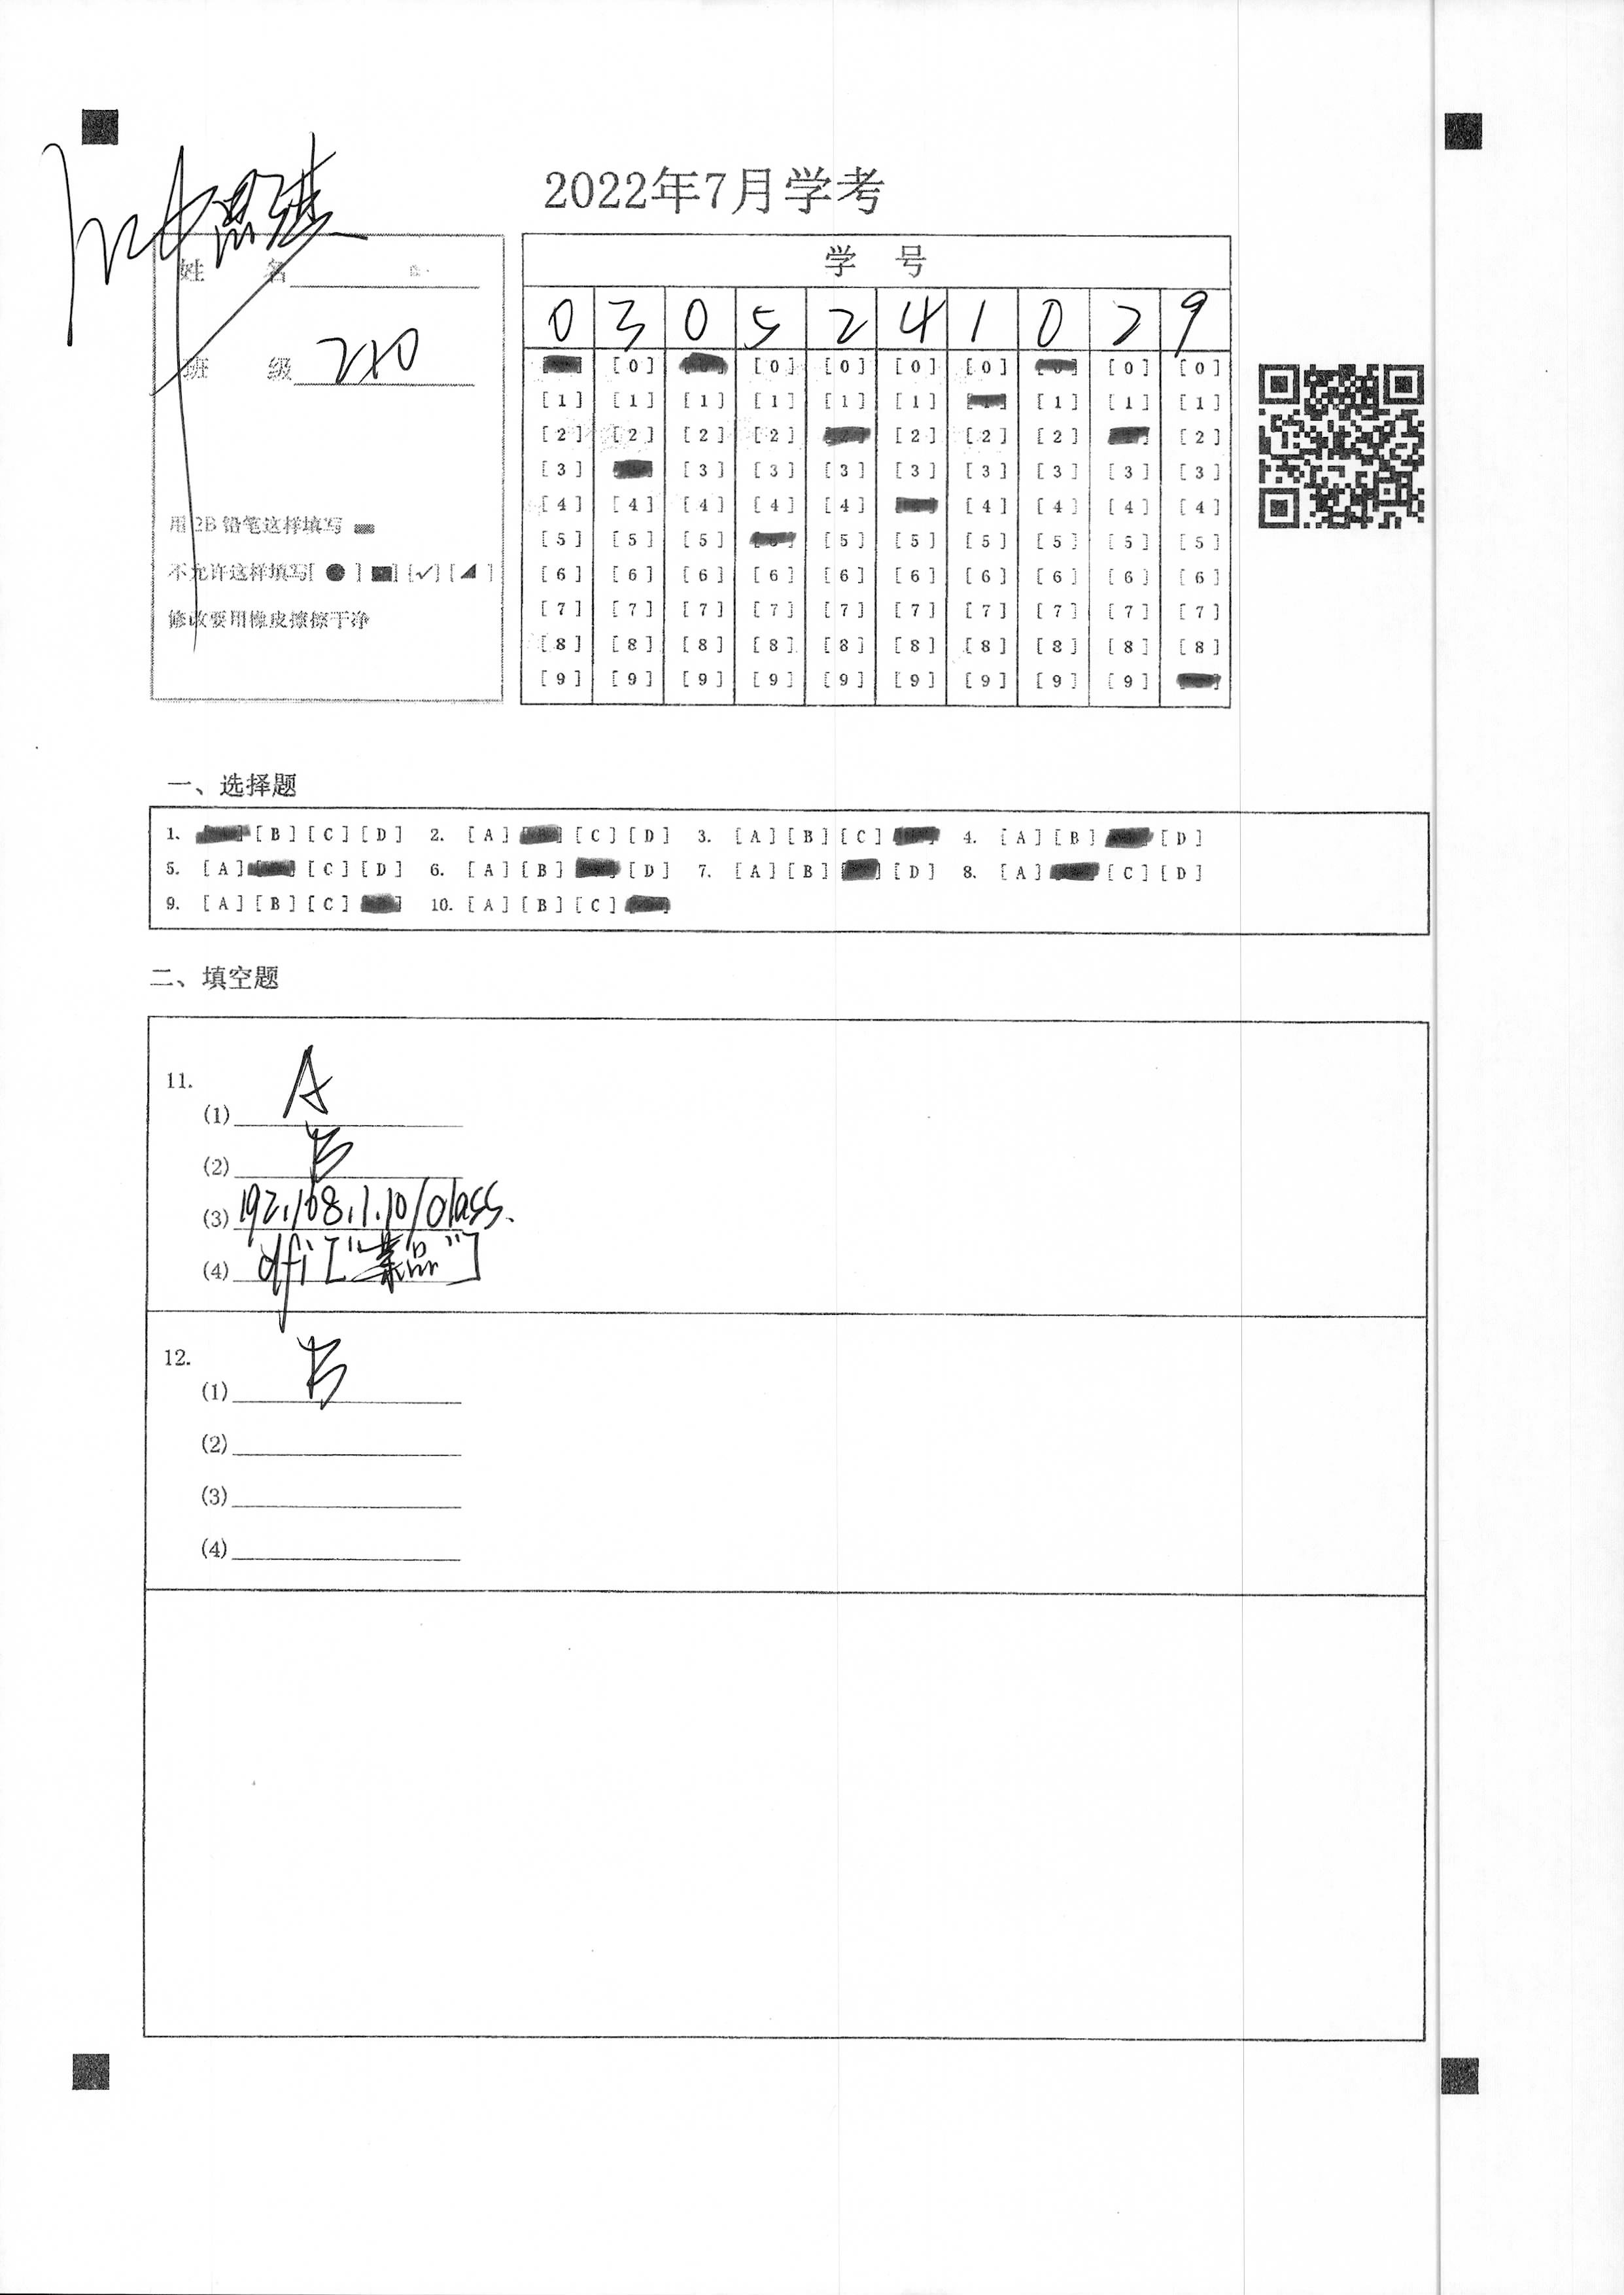 2022年7月学考
姓 名
班 级 210
用2B铅笔这样填写
不允许这样填写[ ● ] [■] [✓] [◢ ]
修改要用橡皮擦擦干净
学 号
0 3 0 5 2 4 1 0 2 9
[0] [0] [0] [0] [0] [0] [0]
[1] [1] [1] [1] [1] [1] [1] [1] [1]
[2] [2] [2] [2] [2] [2] [2] [2]
[3] [3] [3] [3] [3] [3] [3] [3] [3]
[4] [4] [4] [4] [4] [4] [4] [4] [4]
[5] [5] [5] [5] [5] [5] [5] [5] [5]
[6] [6] [6] [6] [6] [6] [6] [6] [6] [6]
[7] [7] [7] [7] [7] [7] [7] [7] [7] [7]
[8] [8] [8] [8] [8] [8] [8] [8] [8] [8]
[9] [9] [9] [9] [9] [9] [9] [9] [9]
一、选择题
1. [B] [C] [D] 2. [A] [C] [D] 3. [A] [B] [C] 4. [A] [B] [D]
5. [A] [C] [D] 6. [A] [B] [D] 7. [A] [B] [D] 8. [A] [C] [D]
9. [A] [B] [C] 10. [A] [B] [C]
二、填空题
11.
(1) A
(2) B
(3) 192.168.1.10/class.
(4) dfi["菜品"]
12.
(1) B
(2)
(3)
(4)